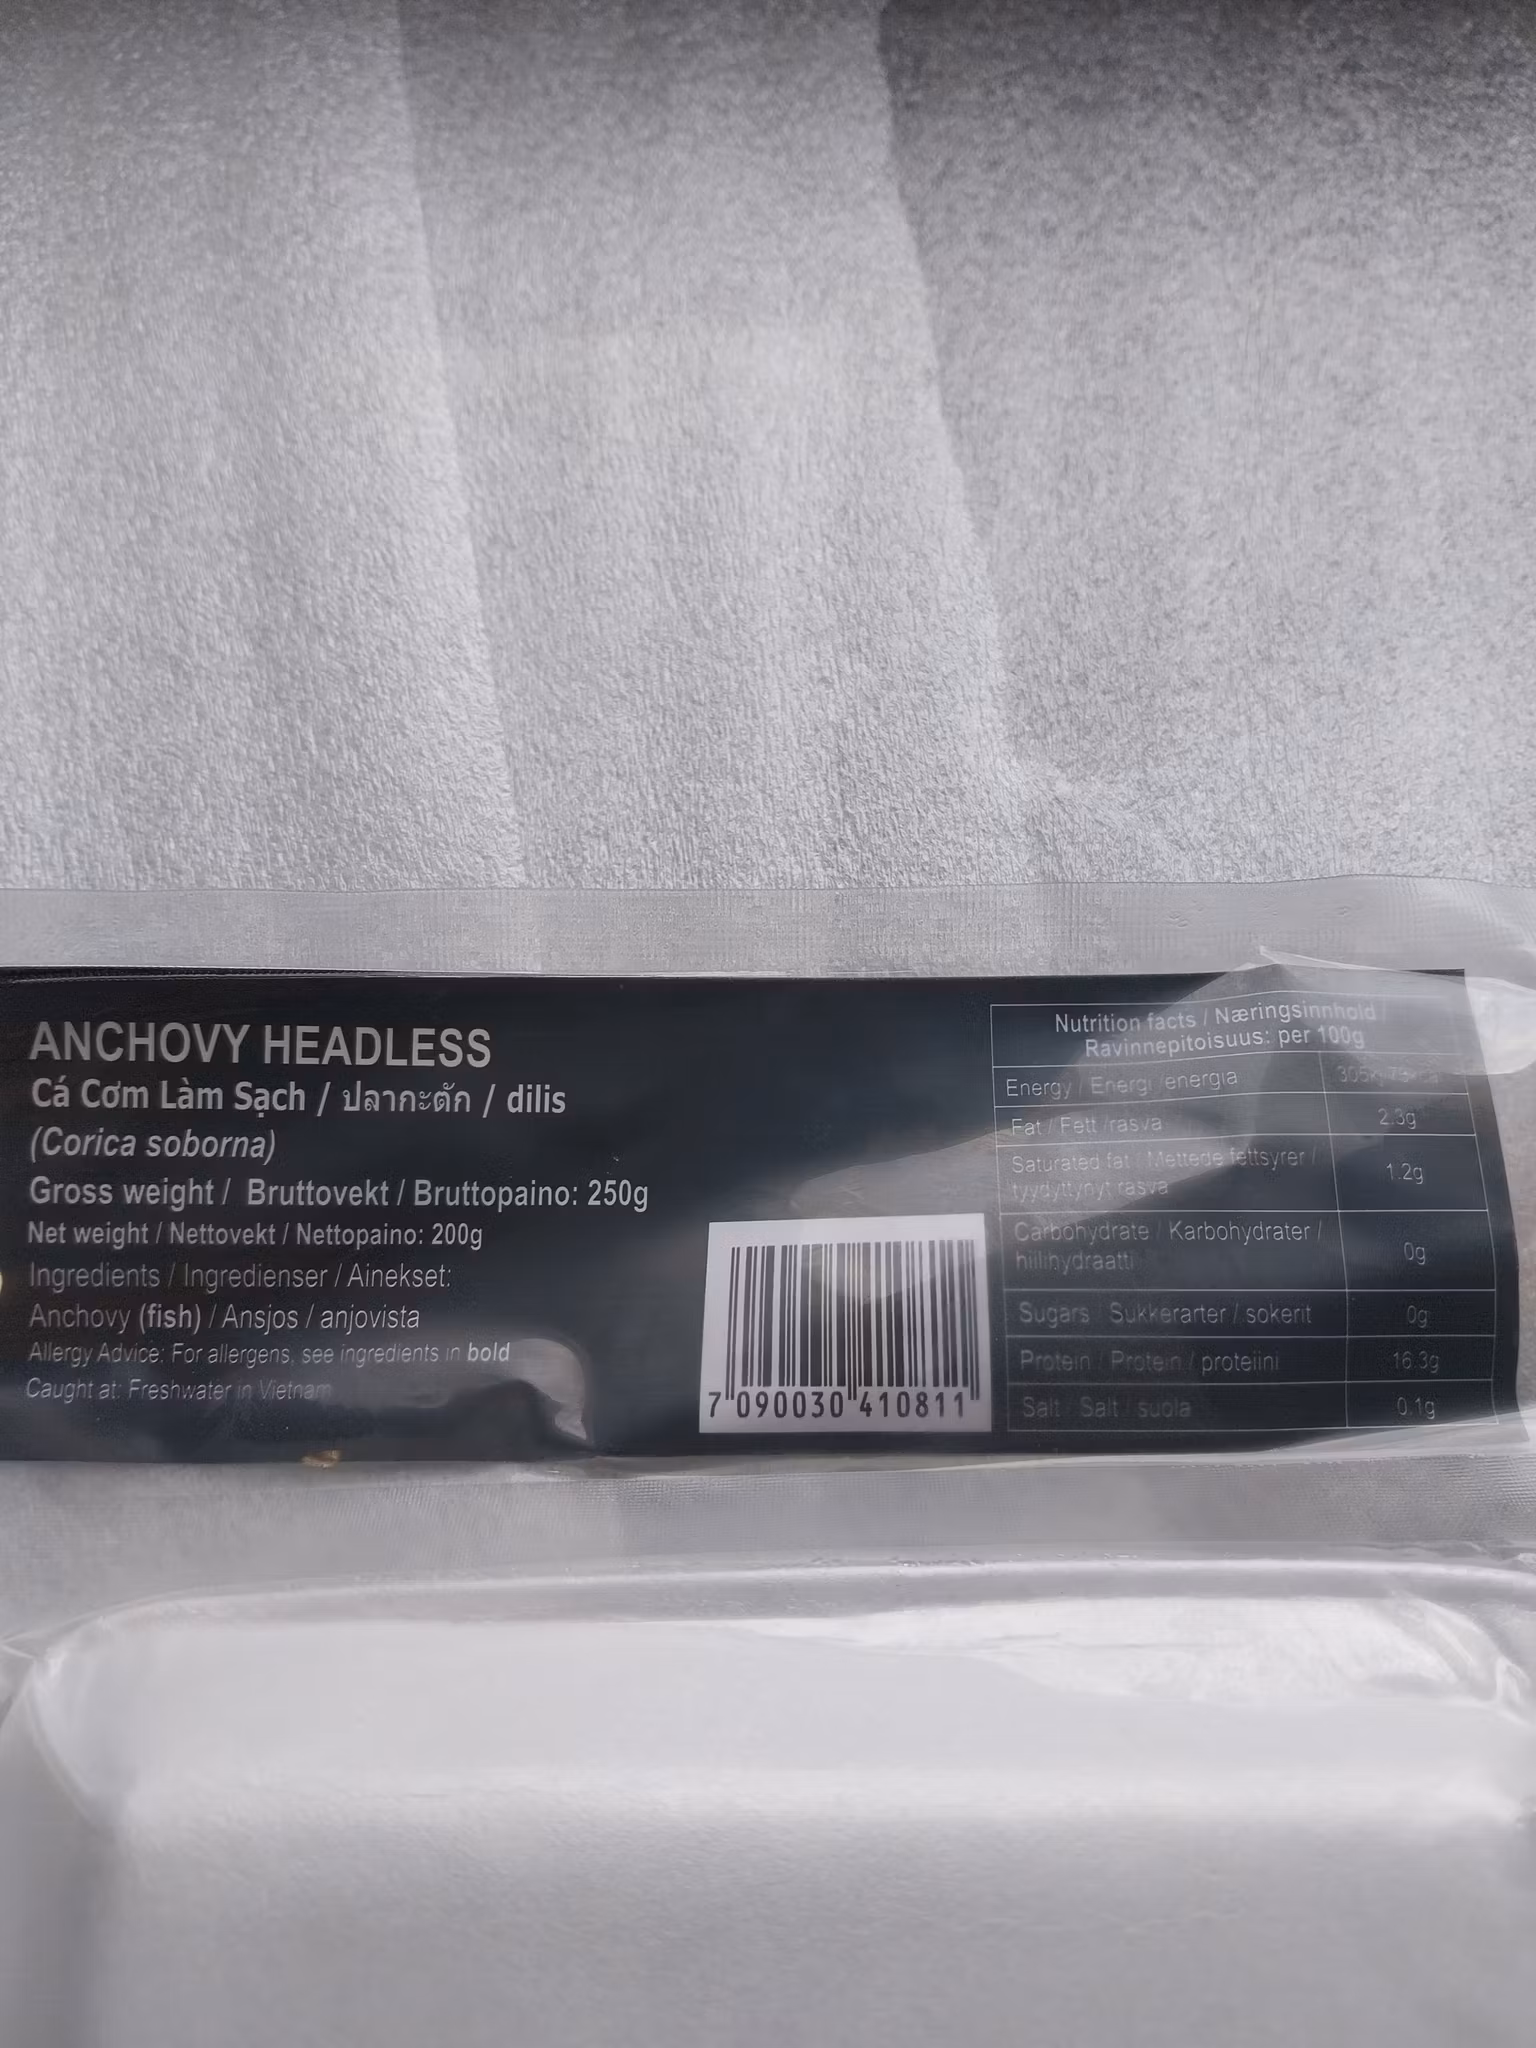 ANCHOVY HEADLESS
Cá Cơm Làm Sạch / ปลากะตัก / dilis
(Corica soborna)
Gross weight / Bruttovekt / Bruttopaino: 250g
Net weight / Nettovekt / Nettopaino: 200g
Ingredients / Ingredienser / Ainekset:
Anchovy (fish) / Ansjos / anjovista
Allergy Advice: For allergens, see ingredients in bold
Caught at: Freshwater in Vietnam
7 090030 410811
Nutrition facts / Næringsinnhold /
Ravinnepitoisuus: per 100g
Energy / Energi /energia
Fat / Fett /rasva 2.3g
Saturated fat / Mettede fettsyrer /
tyydyttynyt rasva 1.2g
Carbohydrate / Karbohydrater /
hiilihydraatti 0g
Sugars / Sukkerarter / sokerit 0g
Protein / Protein / proteiini 16.3g
Salt / Salt / suola 0.1g